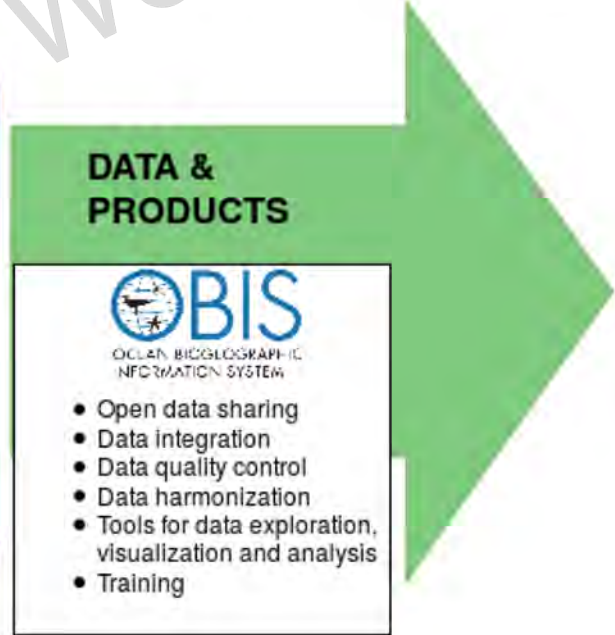 DATA &
PRODUCTS
OBIS
OCEAN BIOGEOGRAPHIC
INFORMATION SYSTEM
• Open data sharing
• Data integration
• Data quality control
• Data harmonization
• Tools for data exploration,
visualization and analysis
• Training